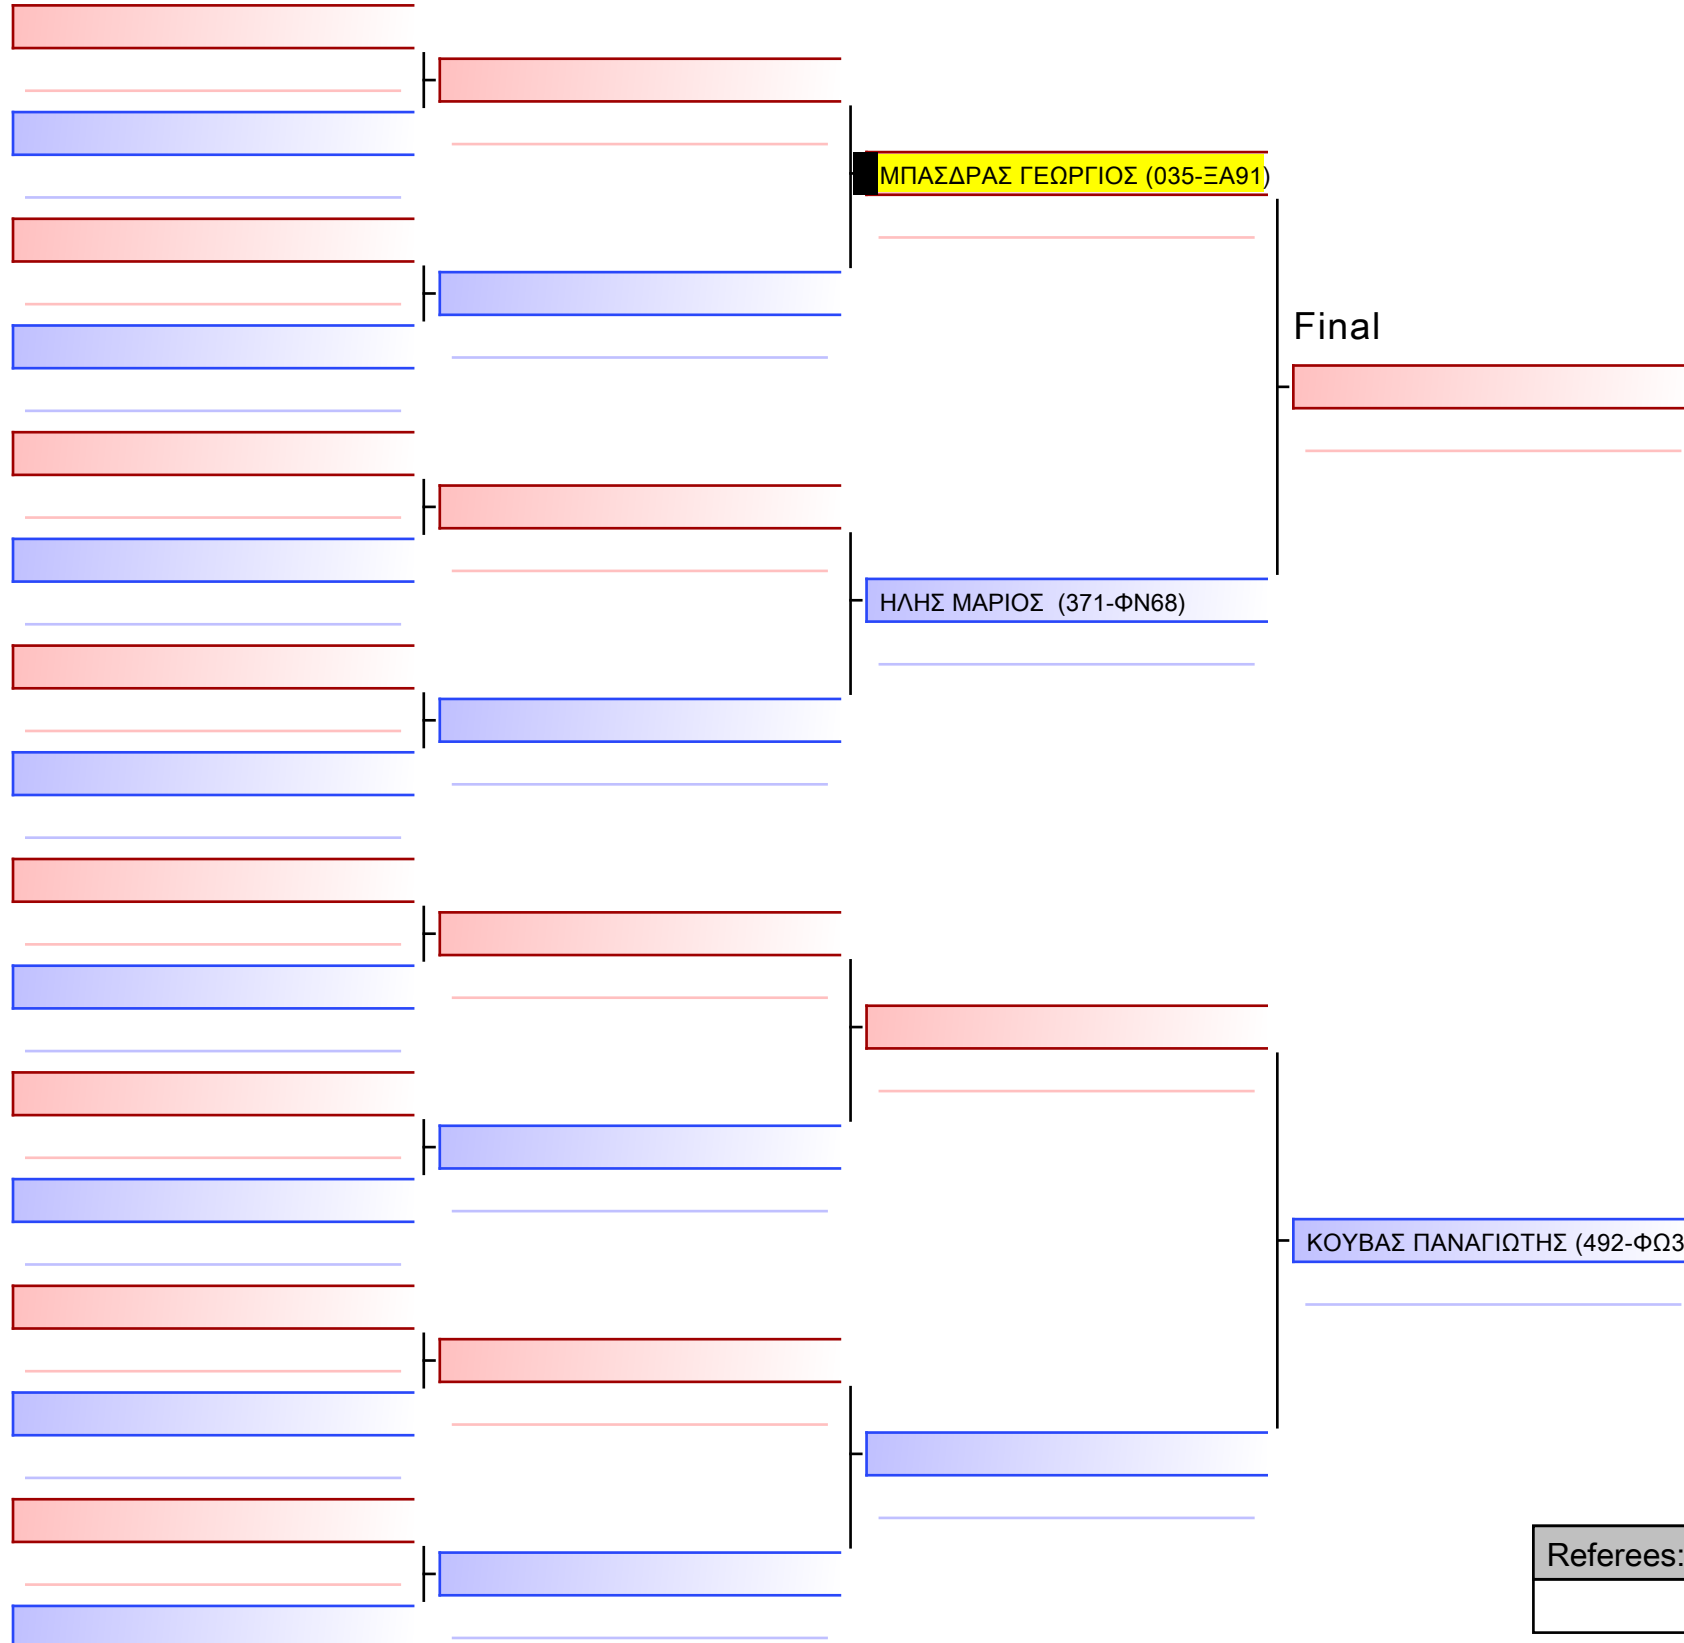 ΜΠΑΣΔΡΑΣ ΓΕΩΡΓΙΟΣ (035-ΞΑ91)
Final
ΗΛΗΣ ΜΑΡΙΟΣ (371-ΦΝ68)
ΚΟΥΒΑΣ ΠΑΝΑΓΙΩΤΗΣ (492-ΦΩ3
Referees: